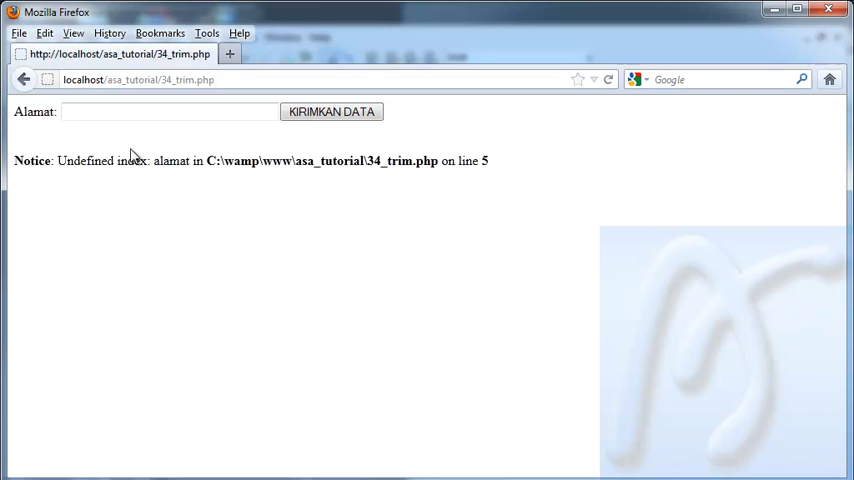 Mozilla Firefox
File Edit View History Bookmarks Tools Help
http://localhost/asa_tutorial/34_trim.php
localhost/asa_tutorial/34_trim.php
Google
Alamat: KIRIMKAN DATA
Notice: Undefined index: alamat in C:\wamp\www\asa_tutorial\34_trim.php on line 5